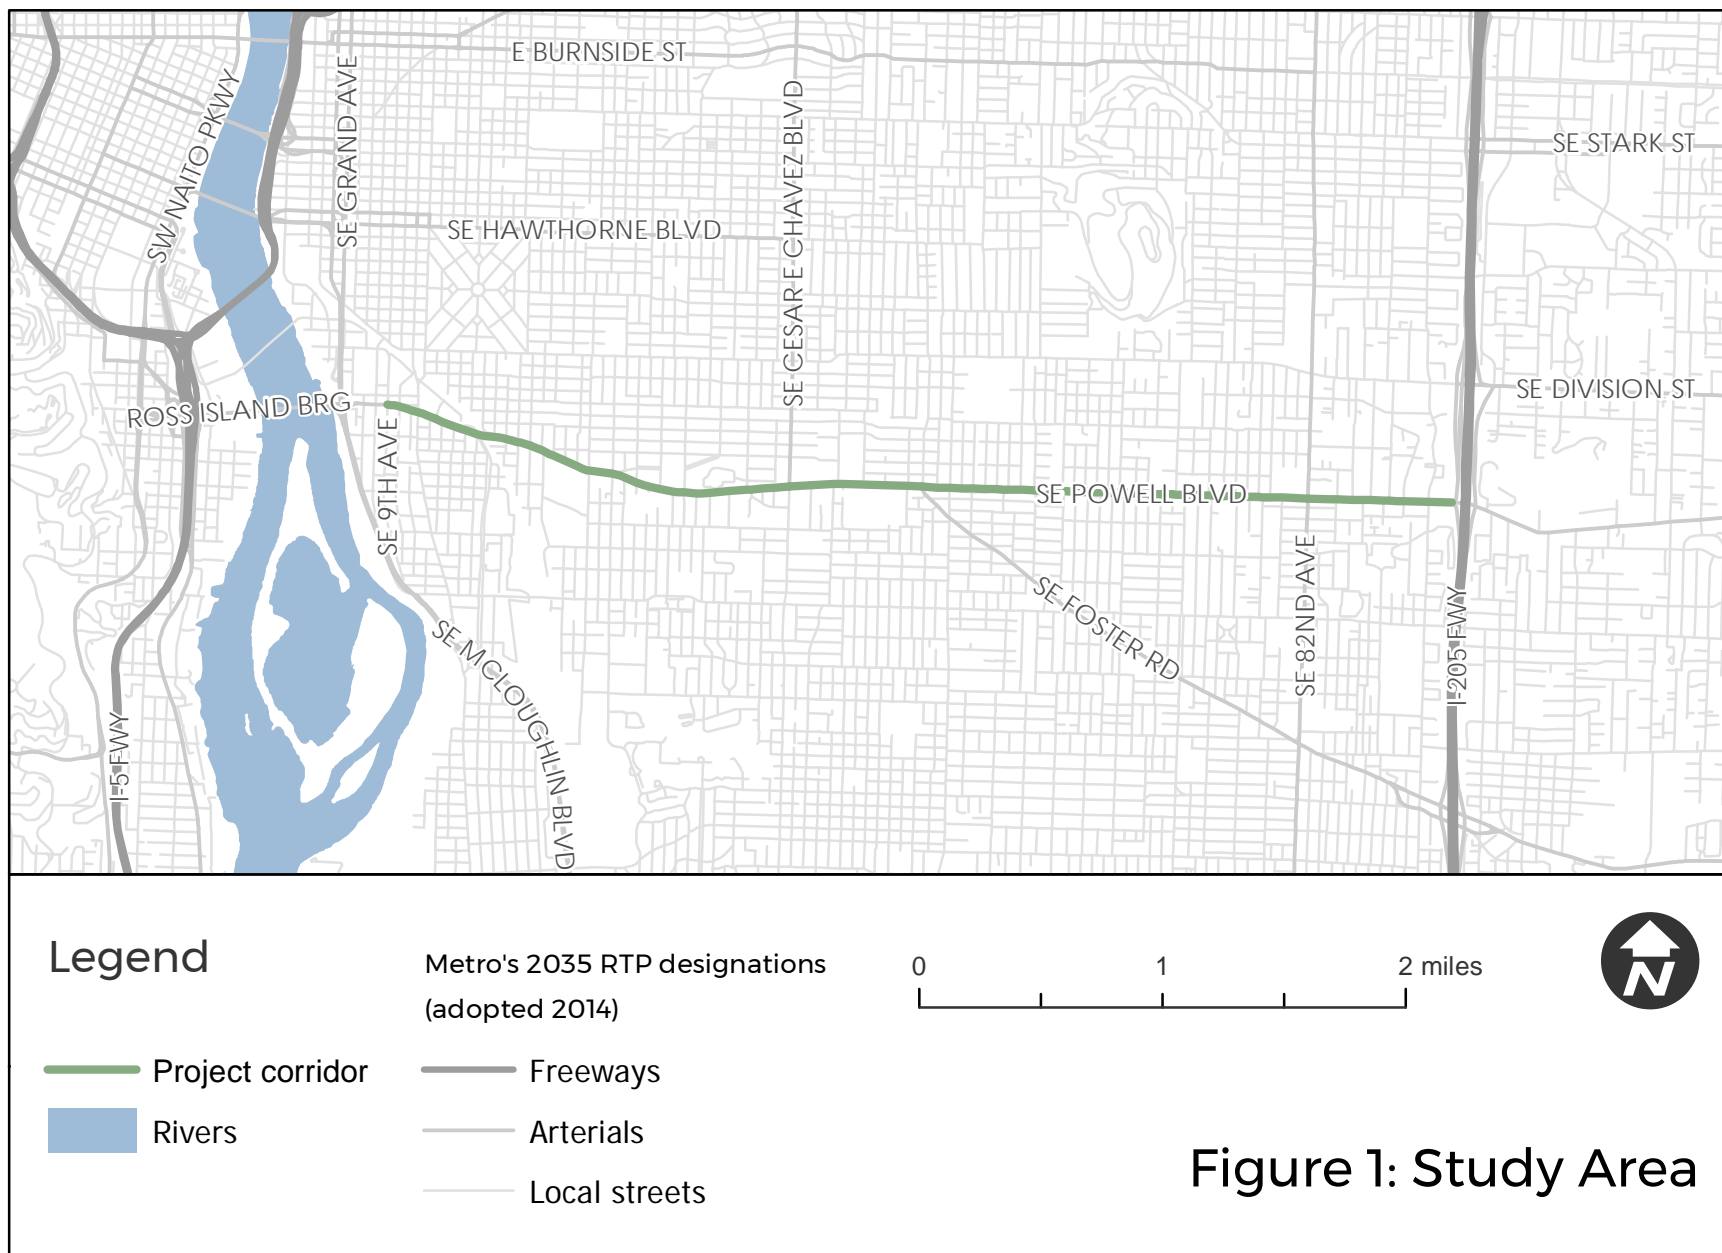 E BURNSIDE ST
SE GRAND AVE
SW NAITO PKWY
SE CESAR E CHAVEZ BLVD
SE STARK ST
SE HAWTHORNE BLVD
SE DIVISION ST
ROSS ISLAND BRG
SE 9TH AVE
SE POWELL BLVD
SE FOSTER RD
SE 82ND AVE
I-205 FWY
SE MCLOUGHLIN BLVD
I-5 FWY
Legend
Metro's 2035 RTP designations
(adopted 2014)
0 1 2 miles
N
Project corridor
Freeways
Rivers
Arterials
Local streets
Figure 1: Study Area